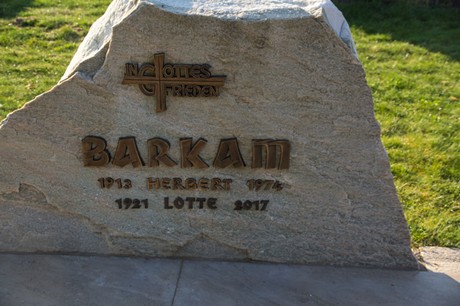 IN GOTTES
FRIEDEN
BARKAM
1913 HERBERT 1974
1921 LOTTE 2017